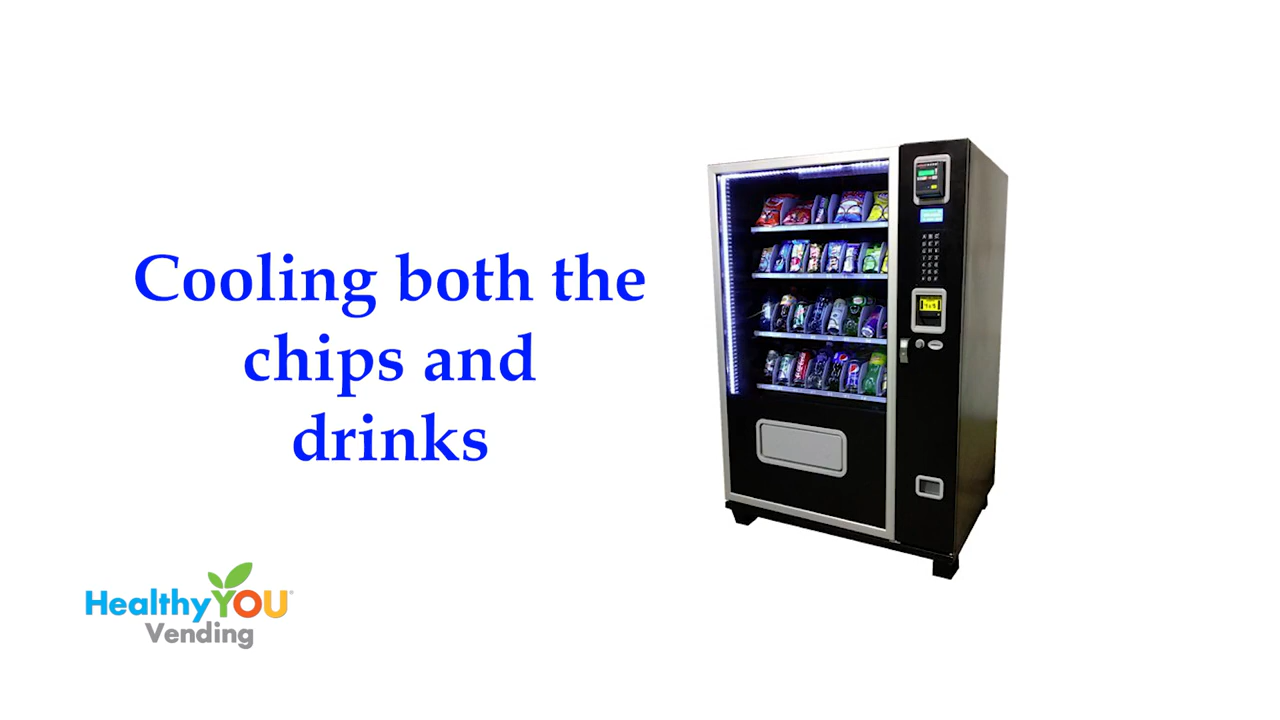 Cooling both the
chips and
drinks
HealthyYOU®
Vending